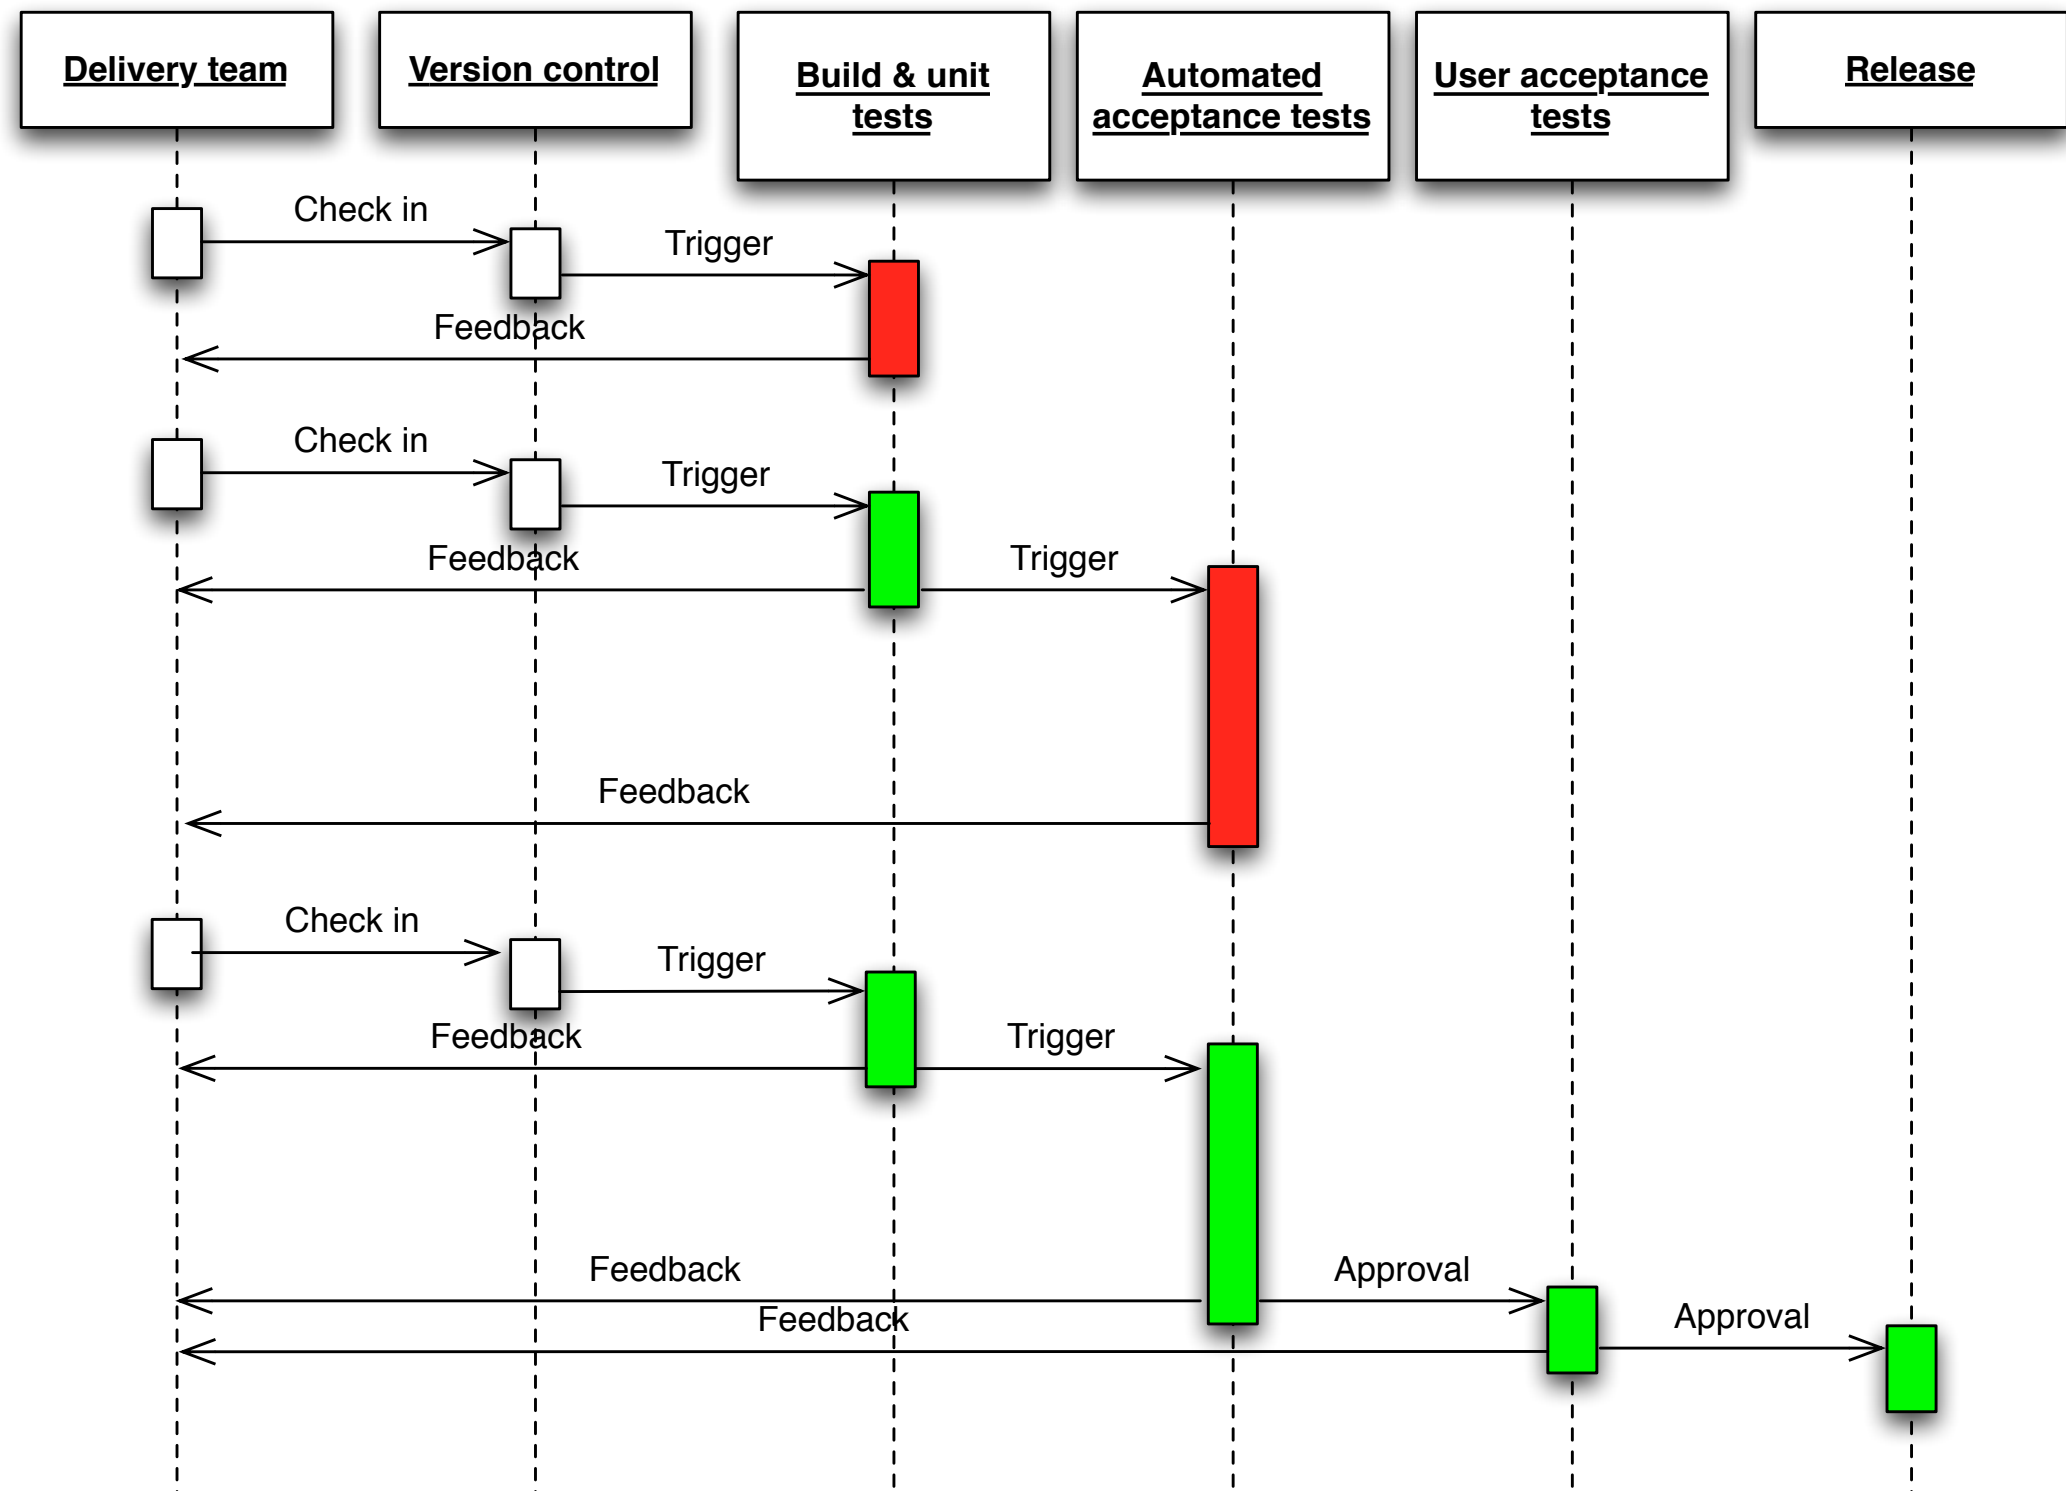 Delivery team
Version control
Build & unit
tests
Automated
acceptance tests
User acceptance
tests
Release
Check in
Trigger
Feedback
Check in
Trigger
Feedback
Trigger
Feedback
Check in
Trigger
Feedback
Trigger
Feedback
Approval
Feedback
Approval